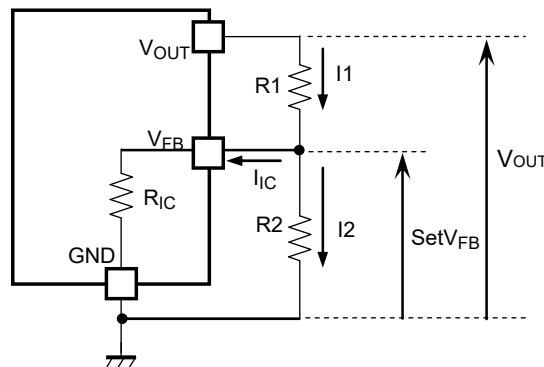 VOUT
R1
I1
VFB
IIC
RIC
R2
I2
GND
SetVFB
VOUT